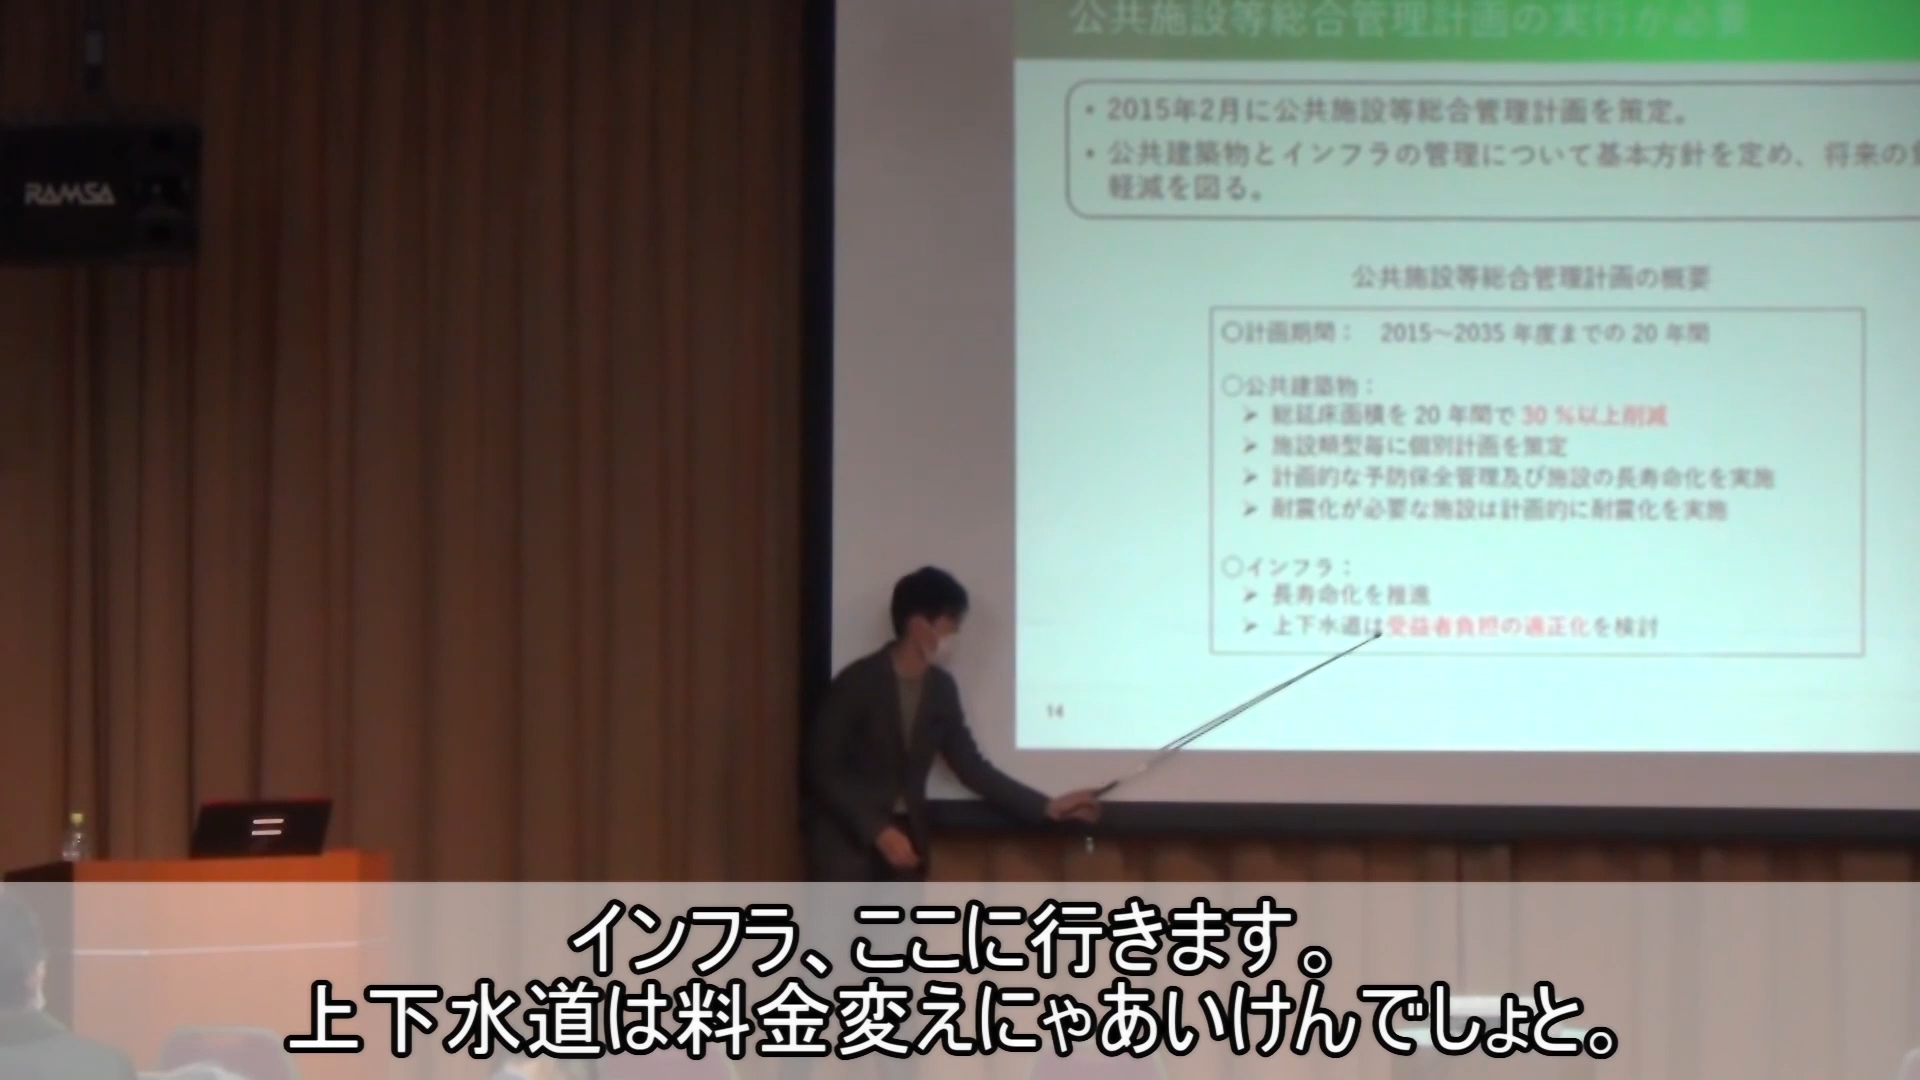 公共施設等総合管理計画の実行が必要
・2015年2月に公共施設等総合管理計画を策定。
・公共建築物とインフラの管理について基本方針を定め、将来の
軽減を図る。
公共施設等総合管理計画の概要
〇計画期間： 2015～2035 年度までの 20 年間
〇公共建築物：
➤ 総延床面積を 20 年間で 30 %以上削減
➤ 施設類型毎に個別計画を策定
➤ 計画的な予防保全管理及び施設の長寿命化を実施
➤ 耐震化が必要な施設は計画的に耐震化を実施
〇インフラ：
➤ 長寿命化を推進
➤ 上下水道は受益者負担の適正化を検討
14
RAMSA
インフラ、ここに行きます。
上下水道は料金変えにゃあいけんでしょと。